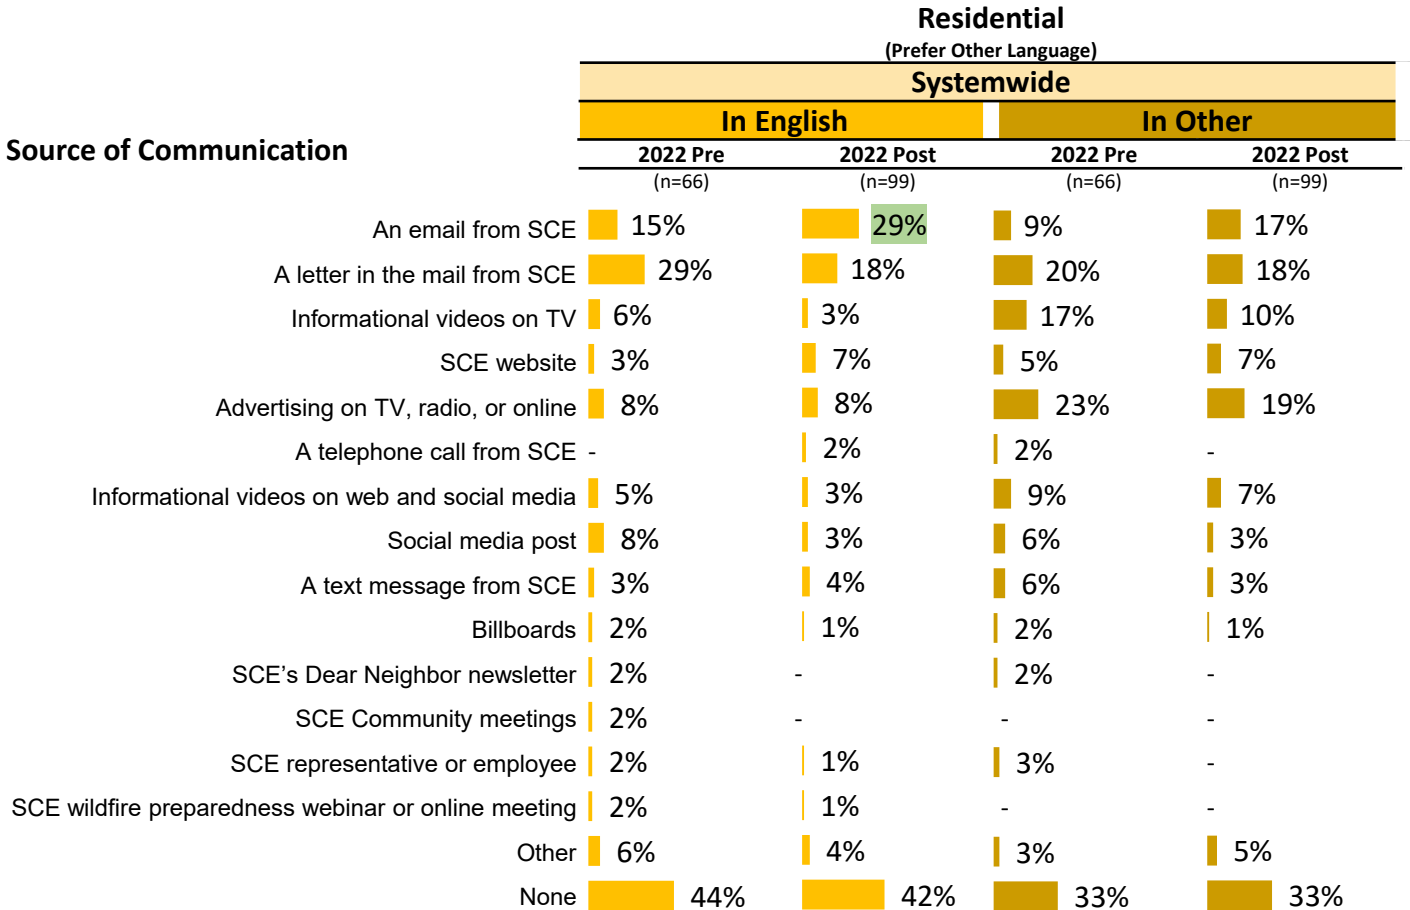 Residential
(Prefer Other Language)
Systemwide
In English In Other
Source of Communication
2022 Pre 2022 Post 2022 Pre 2022 Post
(n=66) (n=99) (n=66) (n=99)
An email from SCE 15% 29% 9% 17%
A letter in the mail from SCE 29% 18% 20% 18%
Informational videos on TV 6% 3% 17% 10%
SCE website 3% 7% 5% 7%
Advertising on TV, radio, or online 8% 8% 23% 19%
A telephone call from SCE - 2% 2% -
Informational videos on web and social media 5% 3% 9% 7%
Social media post 8% 3% 6% 3%
A text message from SCE 3% 4% 6% 3%
Billboards 2% 1% 2% 1%
SCE’s Dear Neighbor newsletter 2% - 2% -
SCE Community meetings 2% - - -
SCE representative or employee 2% 1% 3% -
SCE wildfire preparedness webinar or online meeting 2% 1% - -
Other 6% 4% 3% 5%
None 44% 42% 33% 33%